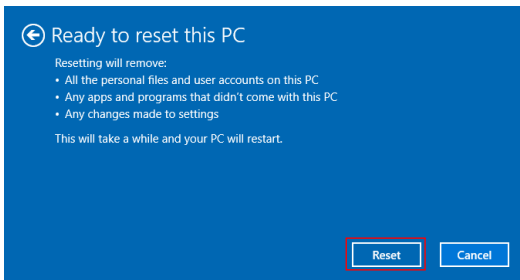 Ready to reset this PC
Resetting will remove:
• All the personal files and user accounts on this PC
• Any apps and programs that didn't come with this PC
• Any changes made to settings
This will take a while and your PC will restart.
Reset
Cancel